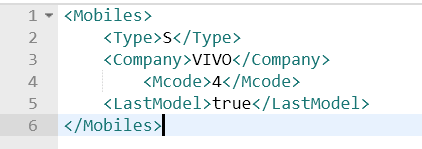 1 <Mobiles>
2     <Type>S</Type>
3     <Company>VIVO</Company>
4         <Mcode>4</Mcode>
5     <LastModel>true</LastModel>
6 </Mobiles>